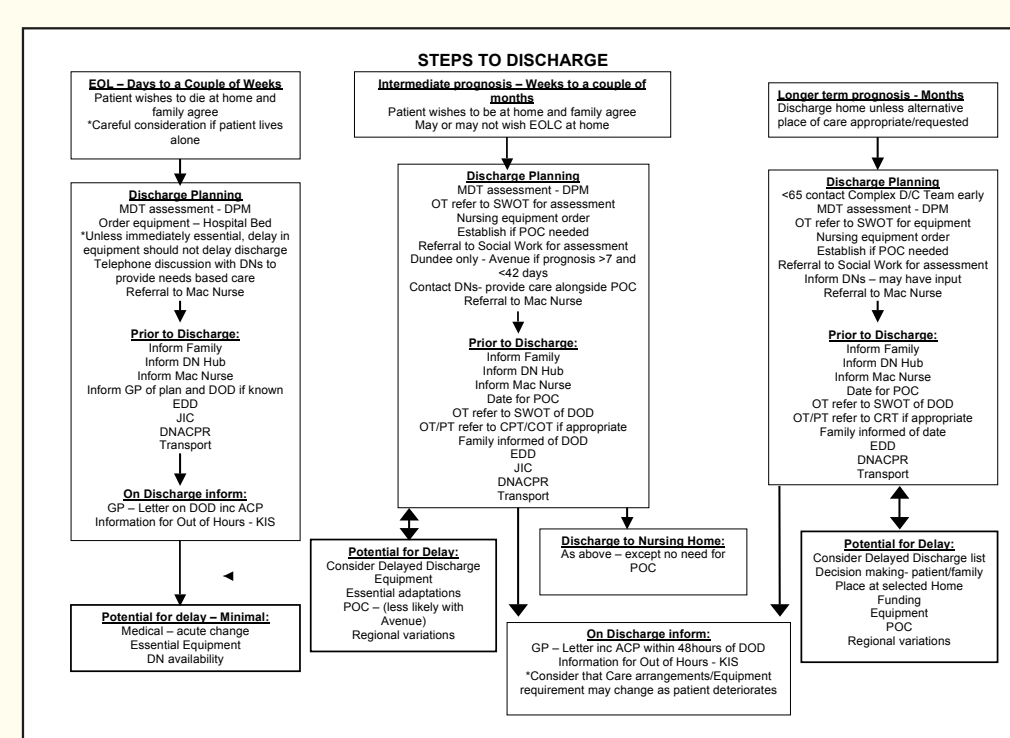 STEPS TO DISCHARGE
EOL – Days to a Couple of Weeks
Patient wishes to die at home and
family agree
*Careful consideration if patient lives
alone
Discharge Planning
MDT assessment - DPM
Order equipment – Hospital Bed
*Unless immediately essential, delay in
equipment should not delay discharge
Telephone discussion with DNs to
provide needs based care
Referral to Mac Nurse
Prior to Discharge:
Inform Family
Inform DN Hub
Inform Mac Nurse
Inform GP of plan and DOD if known
EDD
JIC
DNACPR
Transport
On Discharge inform:
GP – Letter on DOD inc ACP
Information for Out of Hours - KIS
Potential for delay – Minimal:
Medical – acute change
Essential Equipment
DN availability
Intermediate prognosis – Weeks to a couple of
months
Patient wishes to be at home and family agree
May or may not wish EOLC at home
Discharge Planning
MDT assessment - DPM
OT refer to SWOT for assessment
Nursing equipment order
Establish if POC needed
Referral to Social Work for assessment
Dundee only - Avenue if prognosis >7 and
<42 days
Contact DNs- provide care alongside POC
Referral to Mac Nurse
Prior to Discharge:
Inform Family
Inform DN Hub
Inform Mac Nurse
Date for POC
OT refer to SWOT of DOD
OT/PT refer to CPT/COT if appropriate
Family informed of DOD
EDD
JIC
DNACPR
Transport
Potential for Delay:
Consider Delayed Discharge
Equipment
Essential adaptations
POC – (less likely with
Avenue)
Regional variations
Discharge to Nursing Home:
As above – except no need for
POC
On Discharge inform:
GP – Letter inc ACP within 48hours of DOD
Information for Out of Hours - KIS
*Consider that Care arrangements/Equipment
requirement may change as patient deteriorates
Longer term prognosis - Months
Discharge home unless alternative
place of care appropriate/requested
Discharge Planning
<65 contact Complex D/C Team early
MDT assessment - DPM
OT refer to SWOT for equipment
Nursing equipment order
Establish if POC needed
Referral to Social Work for assessment
Inform DNs – may have input
Referral to Mac Nurse
Prior to Discharge:
Inform Family
Inform DN Hub
Inform Mac Nurse
Date for POC
OT refer to SWOT of DOD
OT/PT refer to CRT if appropriate
Family informed of date
EDD
DNACPR
Transport
Potential for Delay:
Consider Delayed Discharge list
Decision making- patient/family
Place at selected Home
Funding
Equipment
POC
Regional variations